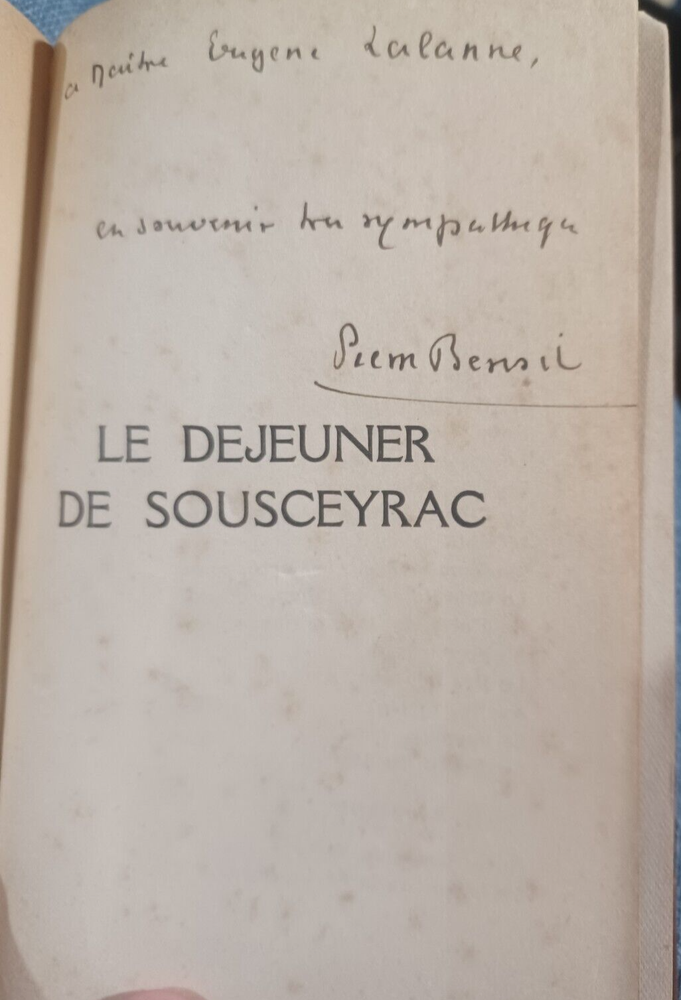 a Maître Eugène Lalanne,
en souvenir très sympathique
Pierre Benoit
LE DEJEUNER
DE SOUSCEYRAC